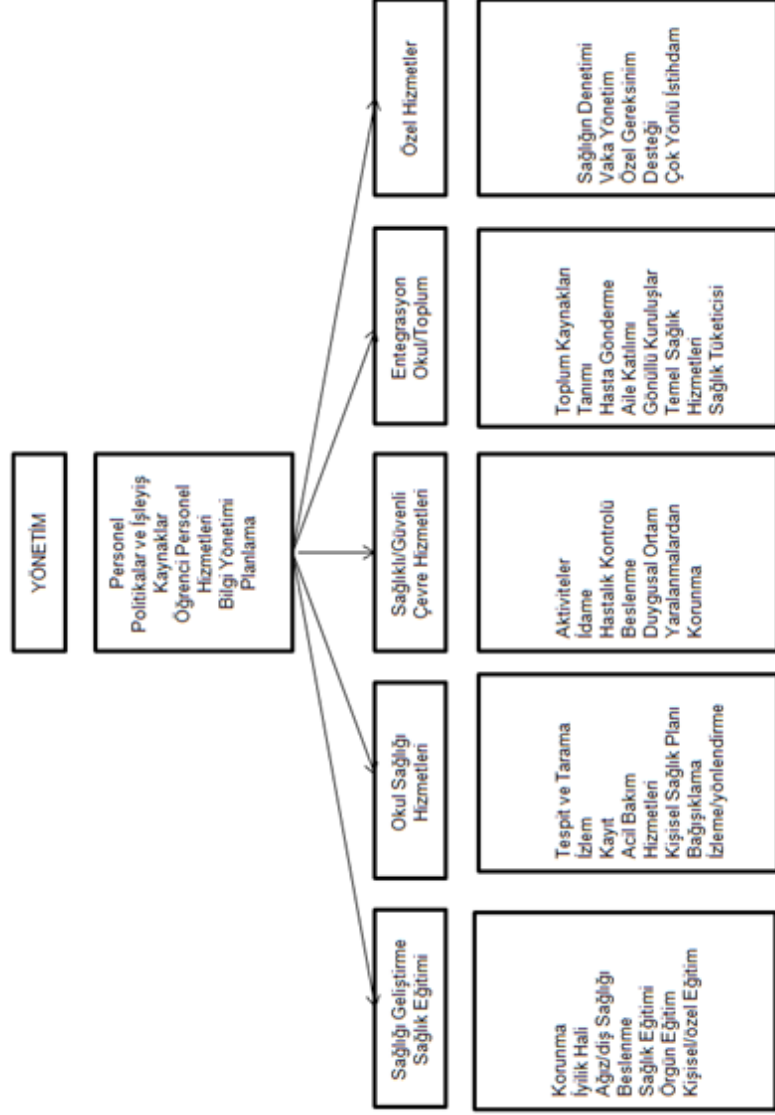 YÖNETİM
Personel
Politikalar ve İşleyiş
Kaynaklar
Öğrenci Personel
Hizmetleri
Bilgi Yönetimi
Planlama
Sağlığı Geliştirme
Sağlık Eğitimi
Korunma
İyilik Hali
Ağız/diş Sağlığı
Beslenme
Sağlık Eğitimi
Örgün Eğitim
Kişisel/özel Eğitim
Okul Sağlığı
Hizmetleri
Tespit ve Tarama
İzlem
Kayıt
Acil Bakım
Hizmetleri
Kişisel Sağlık Planı
Bağışıklama
İzleme/yönlendirme
Sağlıklı/Güvenli
Çevre Hizmetleri
Aktiviteler
İdame
Hastalık Kontrolü
Beslenme
Duygusal Ortam
Yaralanmalardan
Korunma
Entegrasyon
Okul/Toplum
Toplum Kaynakları
Tanımı
Hasta Gönderme
Aile Katılımı
Gönüllü Kuruluşlar
Temel Sağlık
Hizmetleri
Sağlık Tüketicisi
Özel Hizmetler
Sağlığın Denetimi
Vaka Yönetim
Özel Gereksinim
Desteği
Çok Yönlü İstihdam